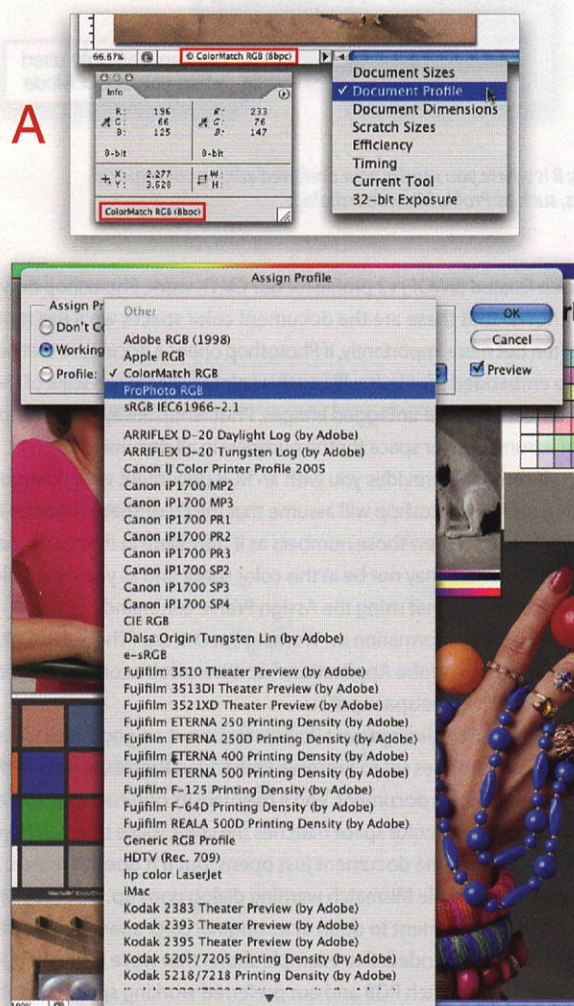 A
66.67%
© ColorMatch RGB (8bpc)
Document Sizes
✓ Document Profile
Document Dimensions
Scratch Sizes
Efficiency
Timing
Current Tool
32-bit Exposure
Info
R: 196 R: 233
G: 66 G: 76
B: 125 B: 147
8-bit 8-bit
X: 2.277 W:
Y: 3.628 H:
ColorMatch RGB (8bpc)
Assign Profile
Assign Pr
Don't Co
Working
Profile:
OK
Cancel
Preview
Other
Adobe RGB (1998)
Apple RGB
✓ ColorMatch RGB
ProPhoto RGB
sRGB IEC61966-2.1
ARRIFLEX D-20 Daylight Log (by Adobe)
ARRIFLEX D-20 Tungsten Log (by Adobe)
Canon IJ Color Printer Profile 2005
Canon iP1700 MP2
Canon iP1700 MP3
Canon iP1700 PR1
Canon iP1700 PR2
Canon iP1700 PR3
Canon iP1700 SP2
Canon iP1700 SP3
Canon iP1700 SP4
CIE RGB
Dalsa Origin Tungsten Lin (by Adobe)
e-sRGB
Fujifilm 3510 Theater Preview (by Adobe)
Fujifilm 3513DI Theater Preview (by Adobe)
Fujifilm 3521XD Theater Preview (by Adobe)
Fujifilm ETERNA 250 Printing Density (by Adobe)
Fujifilm ETERNA 250D Printing Density (by Adobe)
Fujifilm ETERNA 400 Printing Density (by Adobe)
Fujifilm ETERNA 500 Printing Density (by Adobe)
Fujifilm F-125 Printing Density (by Adobe)
Fujifilm F-64D Printing Density (by Adobe)
Fujifilm REALA 500D Printing Density (by Adobe)
Generic RGB Profile
HDTV (Rec. 709)
hp color LaserJet
iMac
Kodak 2383 Theater Preview (by Adobe)
Kodak 2393 Theater Preview (by Adobe)
Kodak 2395 Theater Preview (by Adobe)
Kodak 5205/7205 Printing Density (by Adobe)
Kodak 5218/7218 Printing Density (by Adobe)
100%